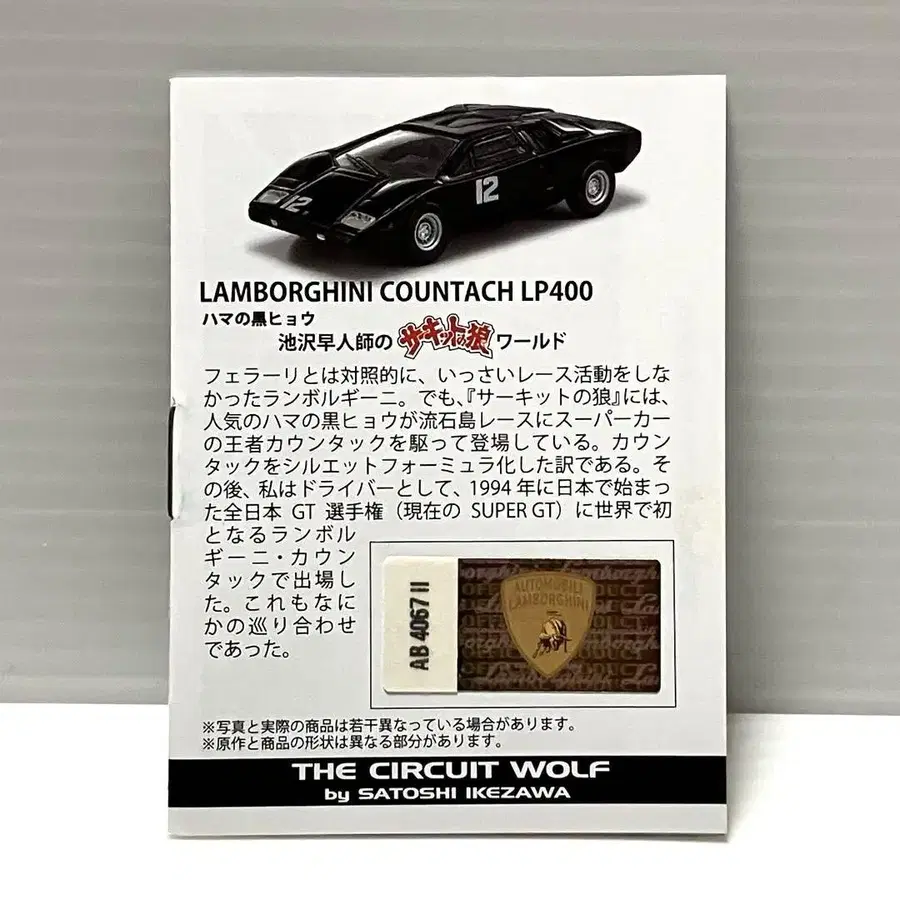 12
12
LAMBORGHINI COUNTACH LP400
ハマの黒ヒョウ
池沢早人師の サーキットの狼 ワールド
フェラーリとは対照的に、いっさいレース活動をしな
かったランボルギーニ。でも、『サーキットの狼』には、
人気のハマの黒ヒョウが流石島レースにスーパーカー
の王者カウンタックを駆って登場している。カウン
タックをシルエットフォーミュラ化した訳である。そ
の後、私はドライバーとして、1994 年に日本で始まっ
た全日本 GT 選手権（現在の SUPER GT）に世界で初
となるランボル
ギーニ・カウン
タックで出場し
た。これもなに
かの巡り合わせ
であった。
AB 4067 II
AUTOMOBILI
LAMBORGHINI
※写真と実際の商品は若干異なっている場合があります。
※原作と商品の形状は異なる部分があります。
THE CIRCUIT WOLF
by SATOSHI IKEZAWA